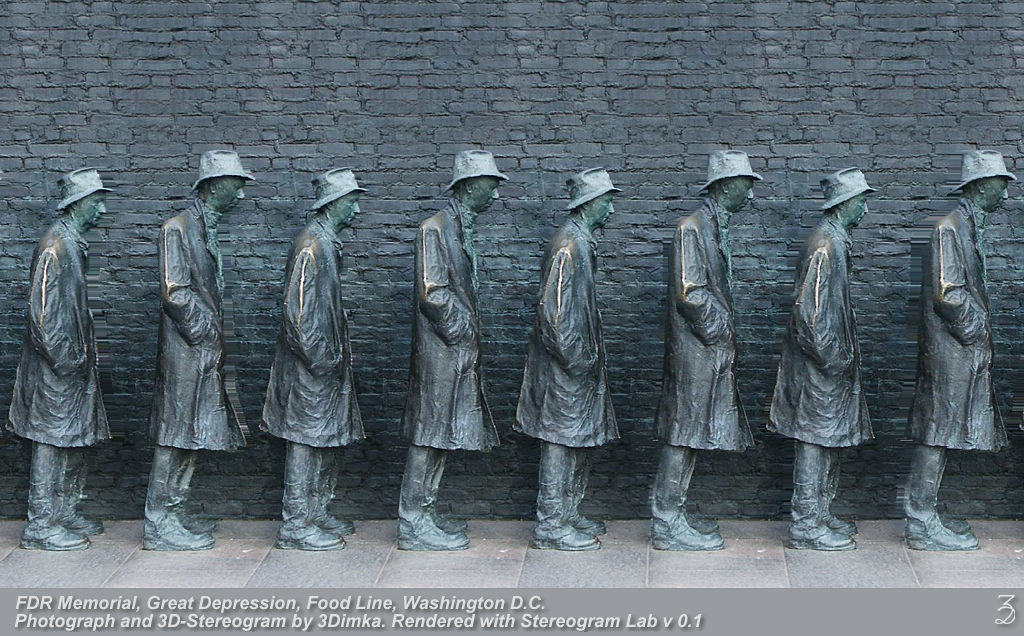 FDR Memorial, Great Depression, Food Line, Washington D.C.
Photograph and 3D-Stereogram by 3Dimka. Rendered with Stereogram Lab v 0.1